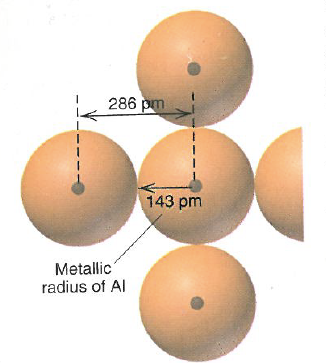 286 pm
143 pm
Metallic
radius of Al